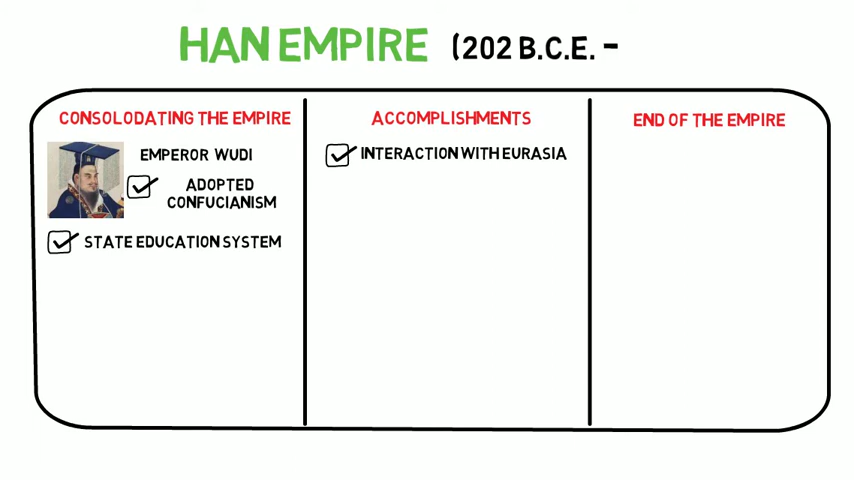 HAN EMPIRE (202 B.C.E. -
CONSOLODATING THE EMPIRE
EMPEROR WUDI
ADOPTED
CONFUCIANISM
STATE EDUCATION SYSTEM
ACCOMPLISHMENTS
INTERACTION WITH EURASIA
END OF THE EMPIRE